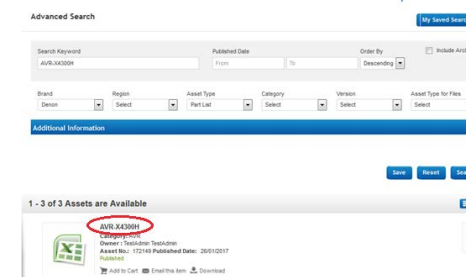 Advanced Search
My Saved Sear
Search Keyword Published Date Order By Include Arc
AVR-X4300H From To Descending
Brand Region Asset Type Category Version Asset Type for Files
Denon Select Part List Select Select Select
Additional Information
Save Reset Sea
1 - 3 of 3 Assets are Available
AVR-X4300H
Category: AVR
Owner : TestAdmin TestAdmin
Asset No.: 172149 Published Date: 26/01/2017
Published
Add to Cart Email this item Download